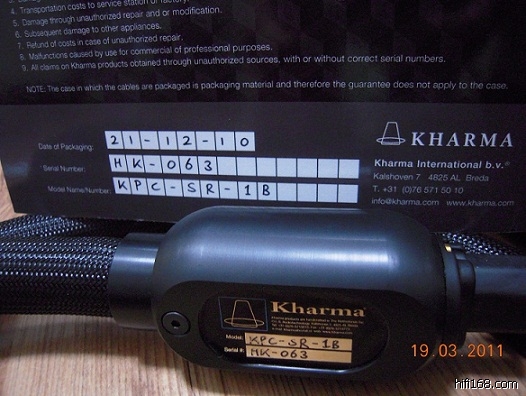 4. Transportation costs to service station or factory.
5. Damage through unauthorized repair and or modification.
6. Subsequent damage to other appliances.
7. Refund of costs in case of unauthorized repair.
8. Malfunctions caused by use for commercial of professional purposes.
9. All claims on Kharma products obtained through unauthorized sources, with or without correct serial numbers.
NOTE: The case in which the cables are packaged is packaging material and therefore the guarantee does not apply to the case.
Date of Packaging: 21-12-10
Serial Number: HK-063
Model Name/Number: KPC-SR-1B
KHARMA
Kharma International b.v.®
Kalshoven 7 4825 AL Breda
T. +31 (0)76 571 50 10
info@kharma.com www.kharma.com
Kharma®
Model: KPC-SR-1B
Serial #: HK-063
19.03.2011
hifi168.com